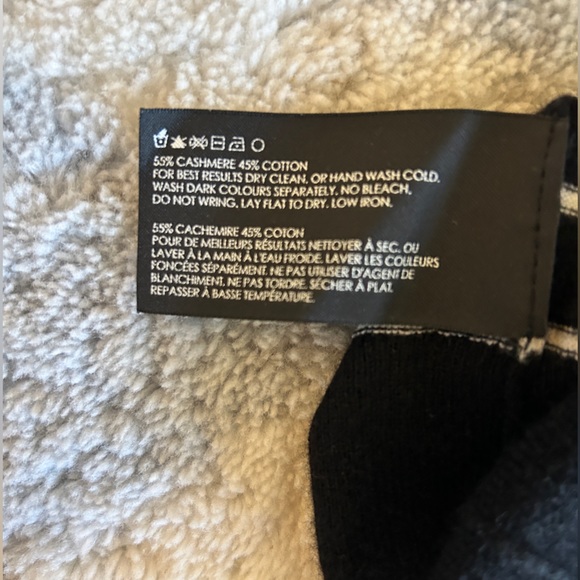 55% CASHMERE 45% COTTON
FOR BEST RESULTS DRY CLEAN, OR HAND WASH COLD.
WASH DARK COLOURS SEPARATELY. NO BLEACH,
DO NOT WRING, LAY FLAT TO DRY. LOW IRON.
55% CACHEMIRE 45% COTON
POUR DE MEILLEURS RÉSULTATS NETTOYER À SEC, OU
LAVER À LA MAIN À L'EAU FROIDE. LAVER LES COULEURS
FONCÉES SÉPARÉMENT. NE PAS UTILISER D'AGENT DE
BLANCHIMENT. NE PAS TORDRE. SÉCHER À PLAT.
REPASSER À BASSE TEMPÉRATURE.